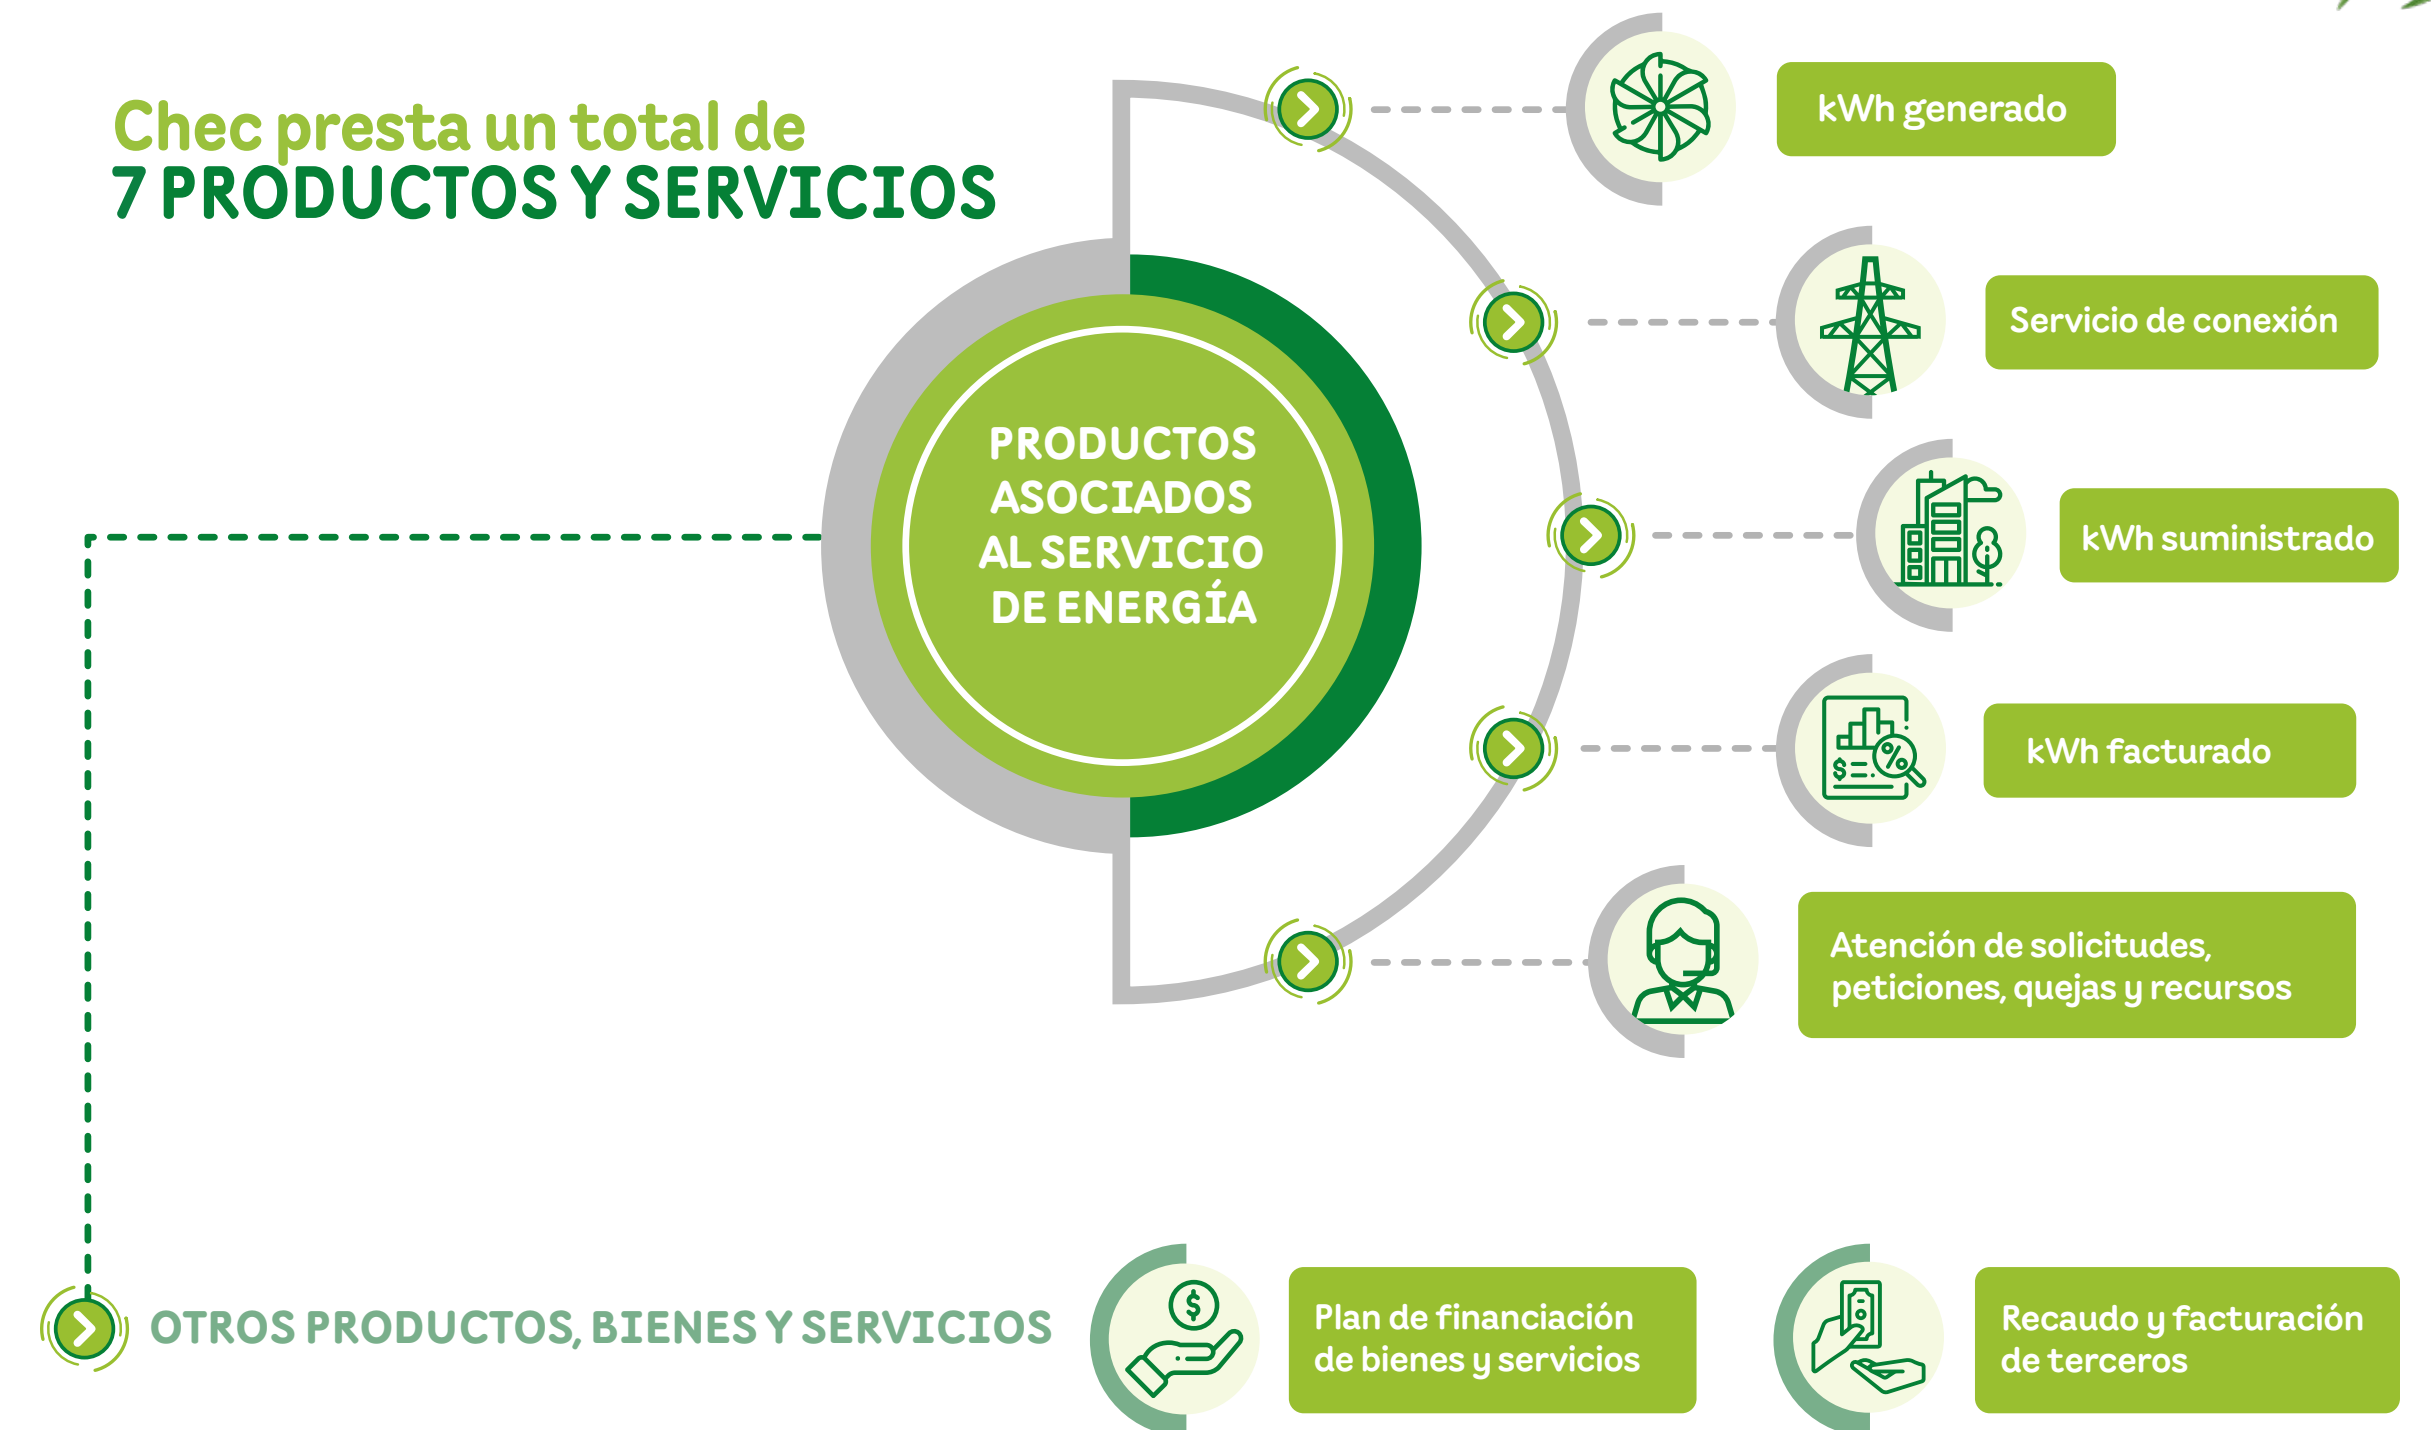 Chec presta un total de
7 PRODUCTOS Y SERVICIOS
PRODUCTOS
ASOCIADOS
AL SERVICIO
DE ENERGÍA
kWh generado
Servicio de conexión
kWh suministrado
kWh facturado
$
%
Atención de solicitudes,
peticiones, quejas y recursos
OTROS PRODUCTOS, BIENES Y SERVICIOS
$
Plan de financiación
de bienes y servicios
Recaudo y facturación
de terceros